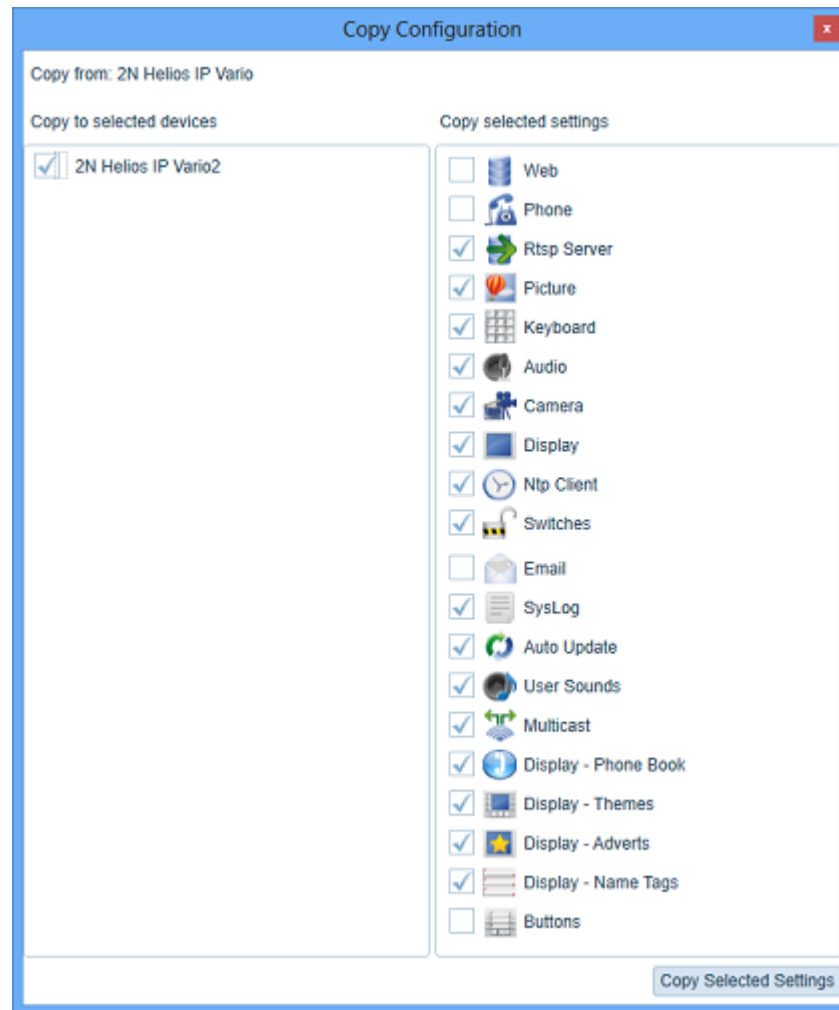 Copy Configuration
x
Copy from: 2N Helios IP Vario
Copy to selected devices
Copy selected settings
2N Helios IP Vario2
Web
Phone
Rtsp Server
Picture
Keyboard
Audio
Camera
Display
Ntp Client
Switches
Email
SysLog
Auto Update
User Sounds
Multicast
Display - Phone Book
Display - Themes
Display - Adverts
Display - Name Tags
Buttons
Copy Selected Settings